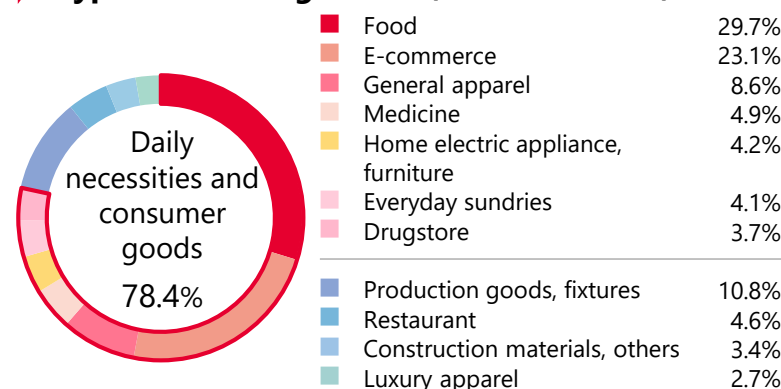 Daily
necessities and
consumer
goods
78.4%
Food 29.7%
E-commerce 23.1%
General apparel 8.6%
Medicine 4.9%
Home electric appliance, 4.2%
furniture
Everyday sundries 4.1%
Drugstore 3.7%
Production goods, fixtures 10.8%
Restaurant 4.6%
Construction materials, others 3.4%
Luxury apparel 2.7%